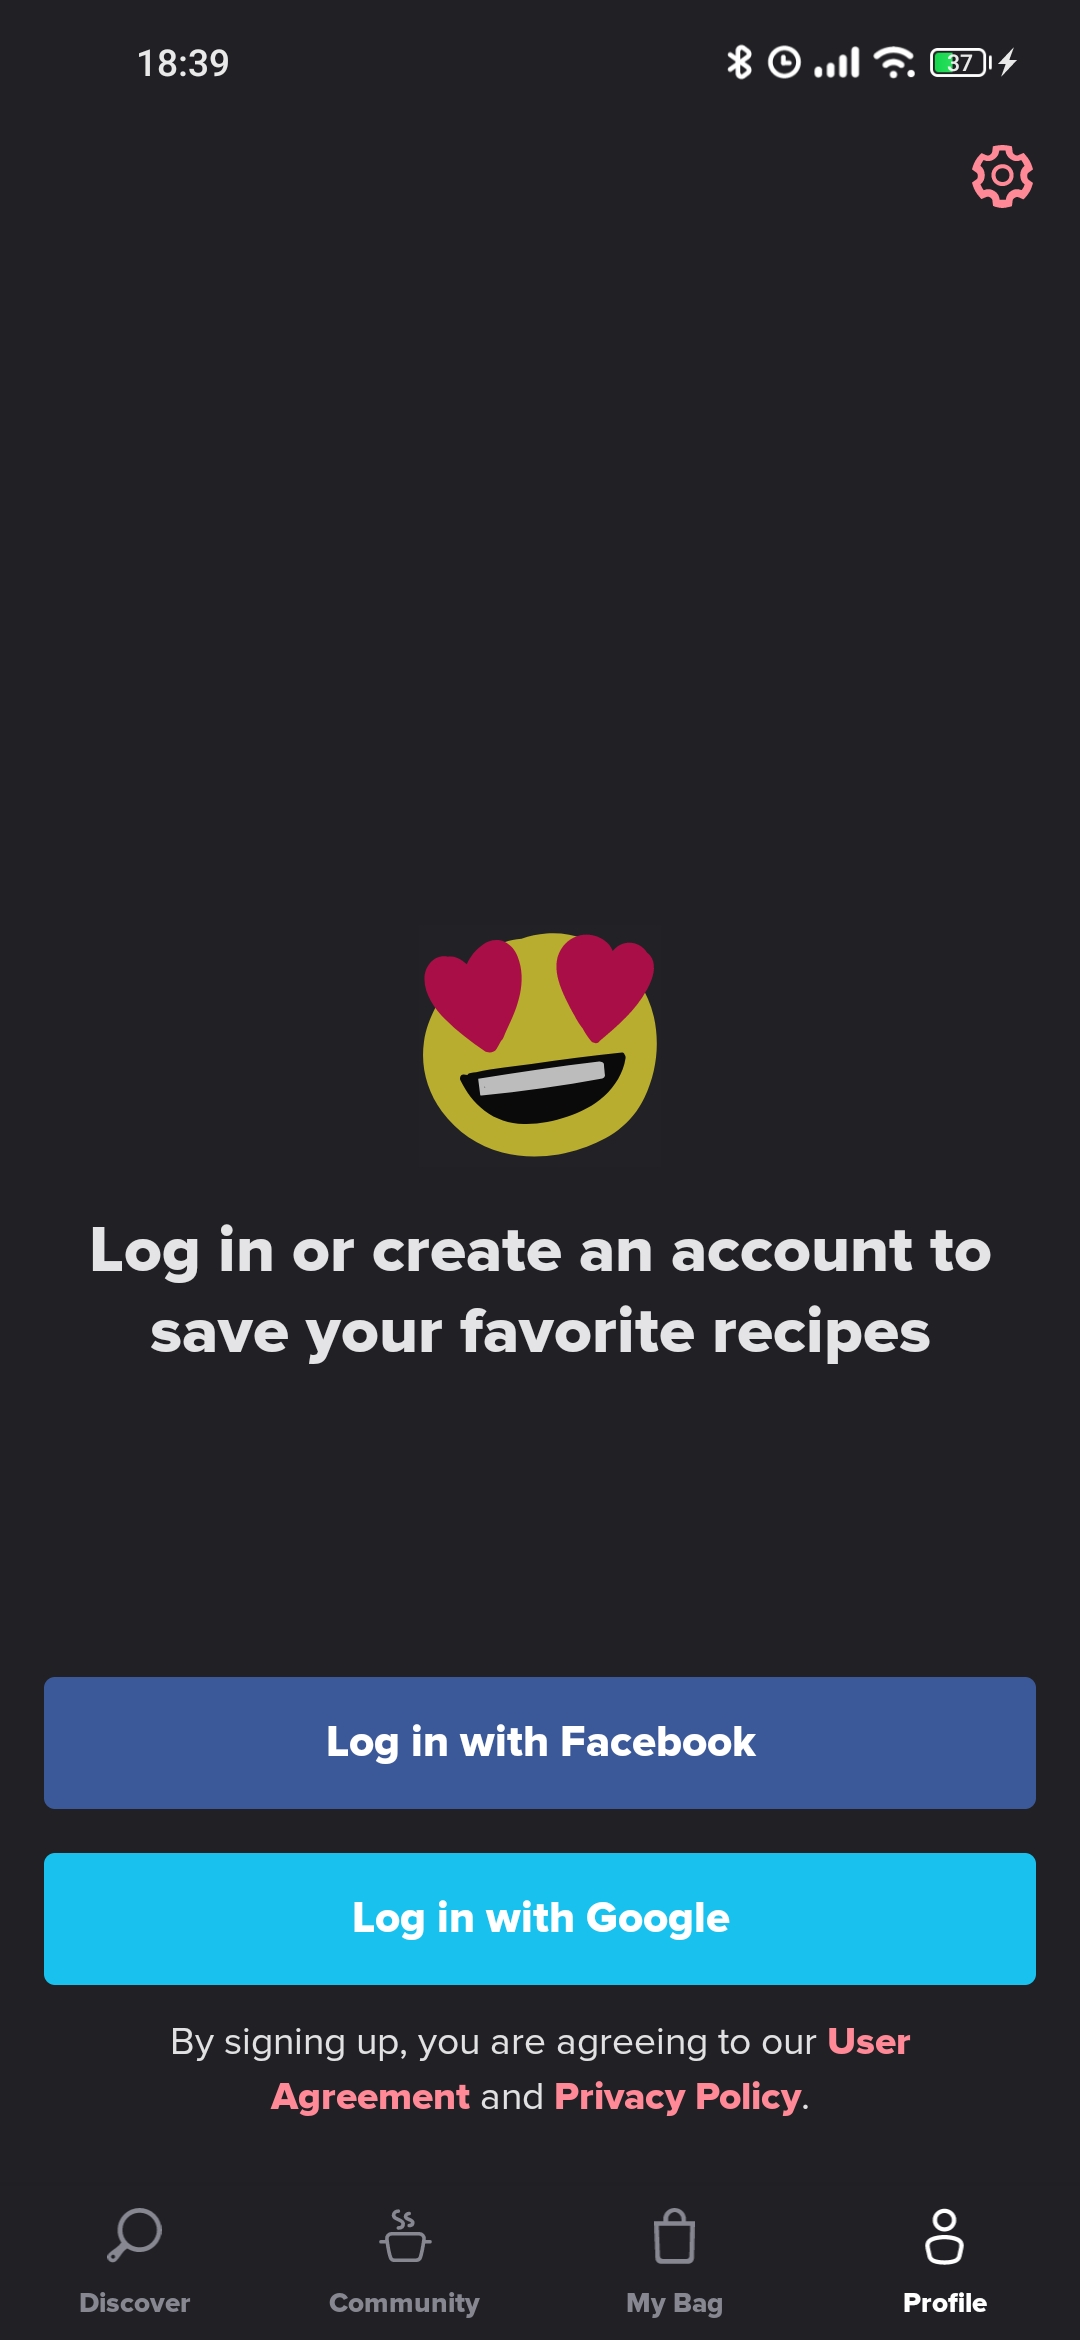 18:39
37
Log in or create an account to
save your favorite recipes
Log in with Facebook
Log in with Google
By signing up, you are agreeing to our User
Agreement and Privacy Policy.
Discover
Community
My Bag
Profile